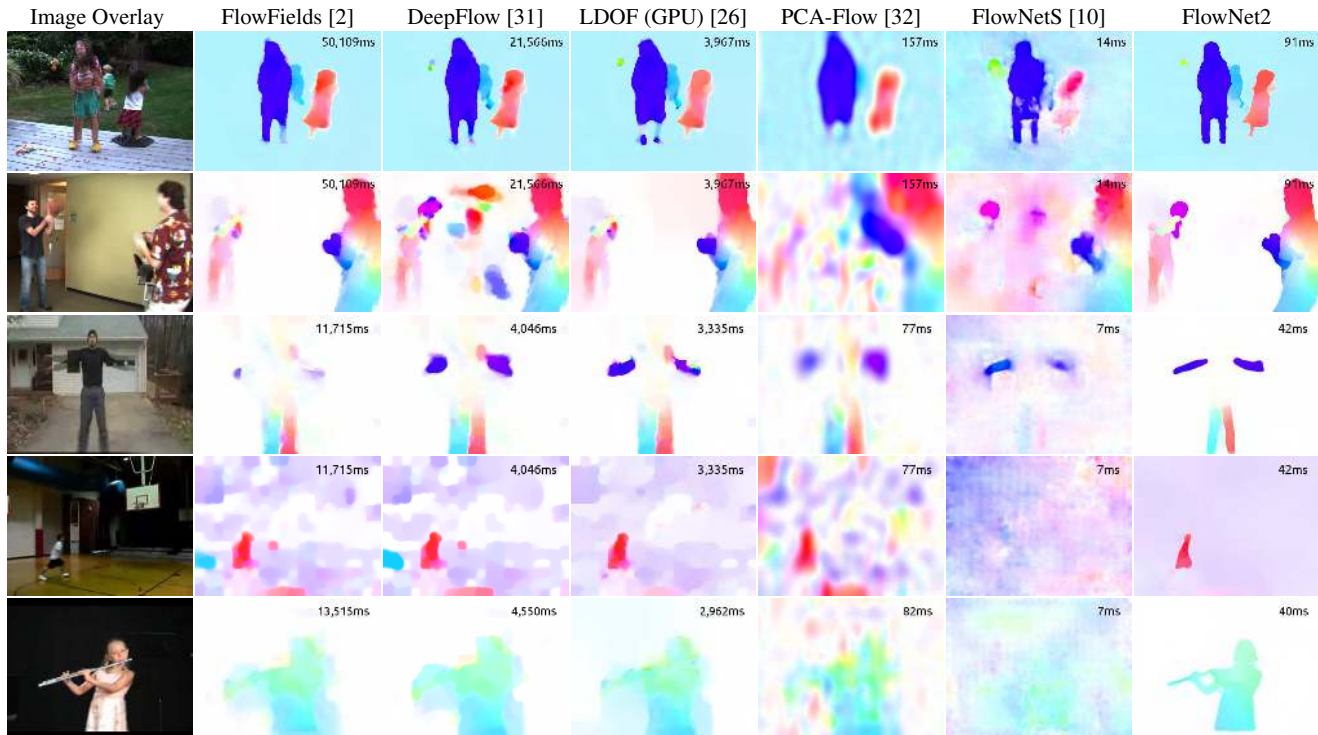 Image Overlay FlowFields [2] DeepFlow [31] LDOF (GPU) [26] PCA-Flow [32] FlowNetS [10] FlowNet2
50,109ms 21,566ms 3,967ms 157ms 14ms 91ms
50,109ms 21,566ms 3,967ms 157ms 14ms 91ms
11,715ms 4,046ms 3,335ms 77ms 7ms 42ms
11,715ms 4,046ms 3,335ms 77ms 7ms 42ms
13,515ms 4,550ms 2,962ms 82ms 7ms 40ms